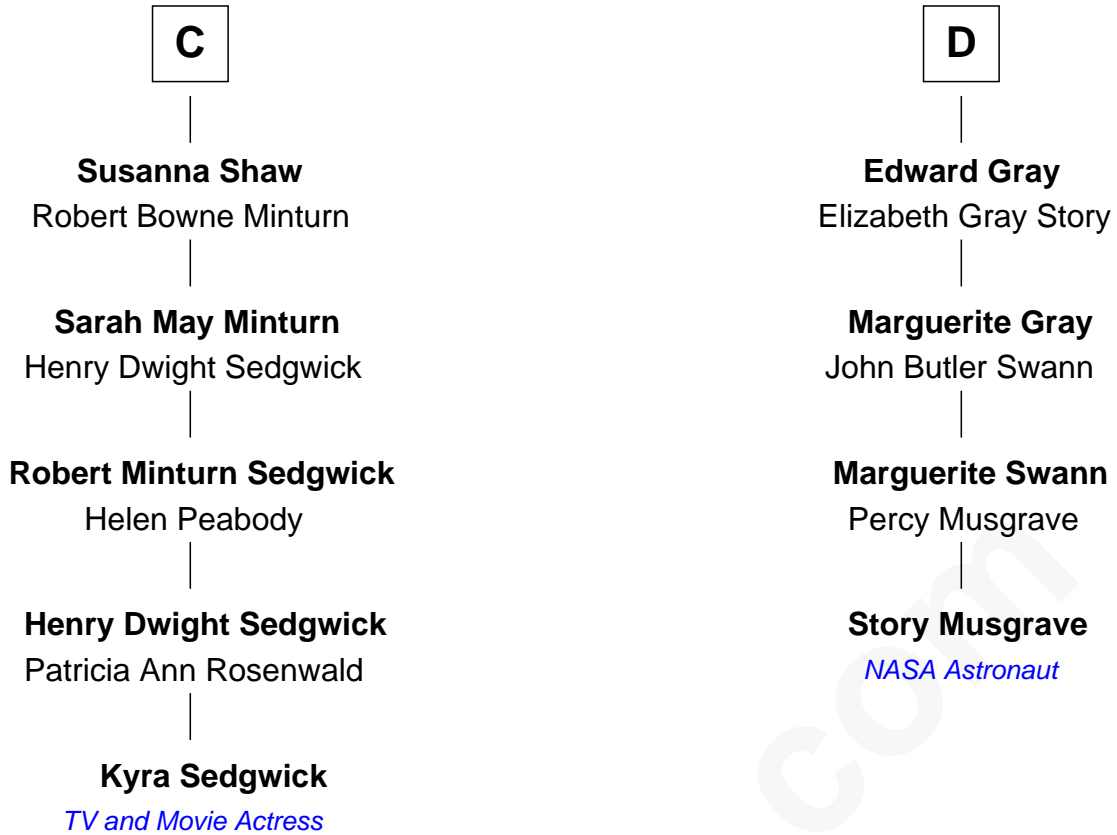 C
Susanna Shaw
Robert Bowne Minturn
Sarah May Minturn
Henry Dwight Sedgwick
Robert Minturn Sedgwick
Helen Peabody
Henry Dwight Sedgwick
Patricia Ann Rosenwald
Kyra Sedgwick
TV and Movie Actress
D
Edward Gray
Elizabeth Gray Story
Marguerite Gray
John Butler Swann
Marguerite Swann
Percy Musgrave
Story Musgrave
NASA Astronaut
com